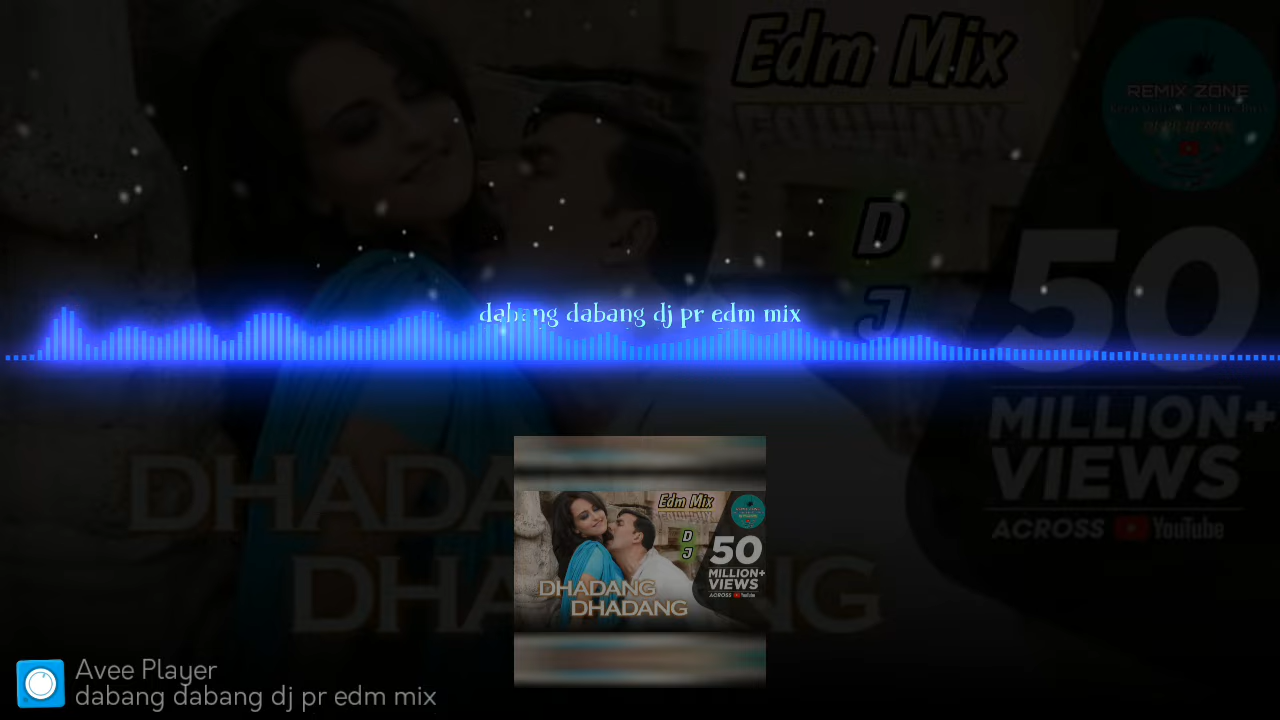 Edm Mix
REMIX ZONE
D
J
50
MILLION+
VIEWS
ACROSS YouTube
dabang dabang dj pr edm mix
DHADANG
DHADANG
Edm Mix
D
J
50
MILLION+
VIEWS
ACROSS YouTube
DHADANG
DHADANG
Avee Player
dabang dabang dj pr edm mix